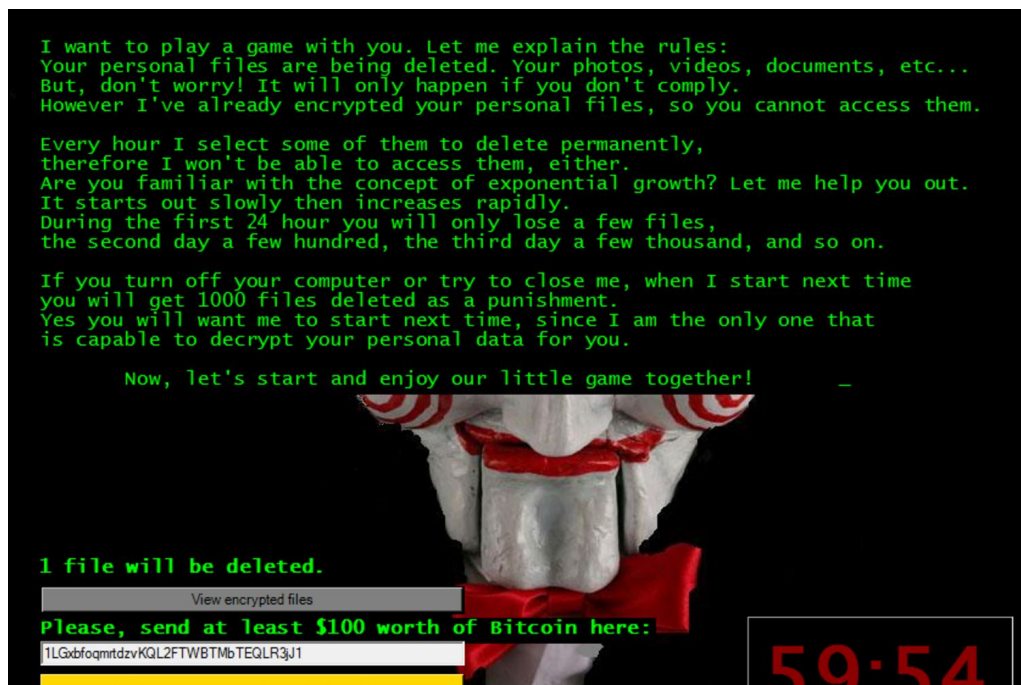 I want to play a game with you. Let me explain the rules:
Your personal files are being deleted. Your photos, videos, documents, etc...
But, don't worry! It will only happen if you don't comply.
However I've already encrypted your personal files, so you cannot access them.
Every hour I select some of them to delete permanently,
therefore I won't be able to access them, either.
Are you familiar with the concept of exponential growth? Let me help you out.
It starts out slowly then increases rapidly.
During the first 24 hour you will only lose a few files,
the second day a few hundred, the third day a few thousand, and so on.
If you turn off your computer or try to close me, when I start next time
you will get 1000 files deleted as a punishment.
Yes you will want me to start next time, since I am the only one that
is capable to decrypt your personal data for you.
Now, let's start and enjoy our little game together! _
1 file will be deleted.
View encrypted files
Please, send at least $100 worth of Bitcoin here:
1LGxbfoqmrtdzvKQL2FTWBTMbTEQLR3jJ1
59:54